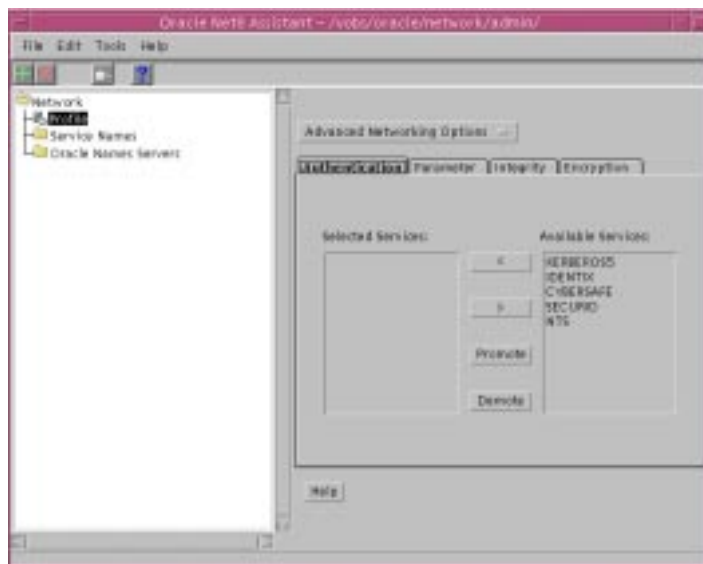 Oracle Net8 Assistant – /vobs/oracle/network/admin/
File Edit Tools Help
Network
Profile
Service Names
Oracle Names Servers
Advanced Networking Options
Authentication Parameter Integrity Encryption
Selected Services: Available Services:
<
>
Promote
Demote
KERBEROS5
IDENTIX
CYBERSAFE
SECURID
NTS
Help